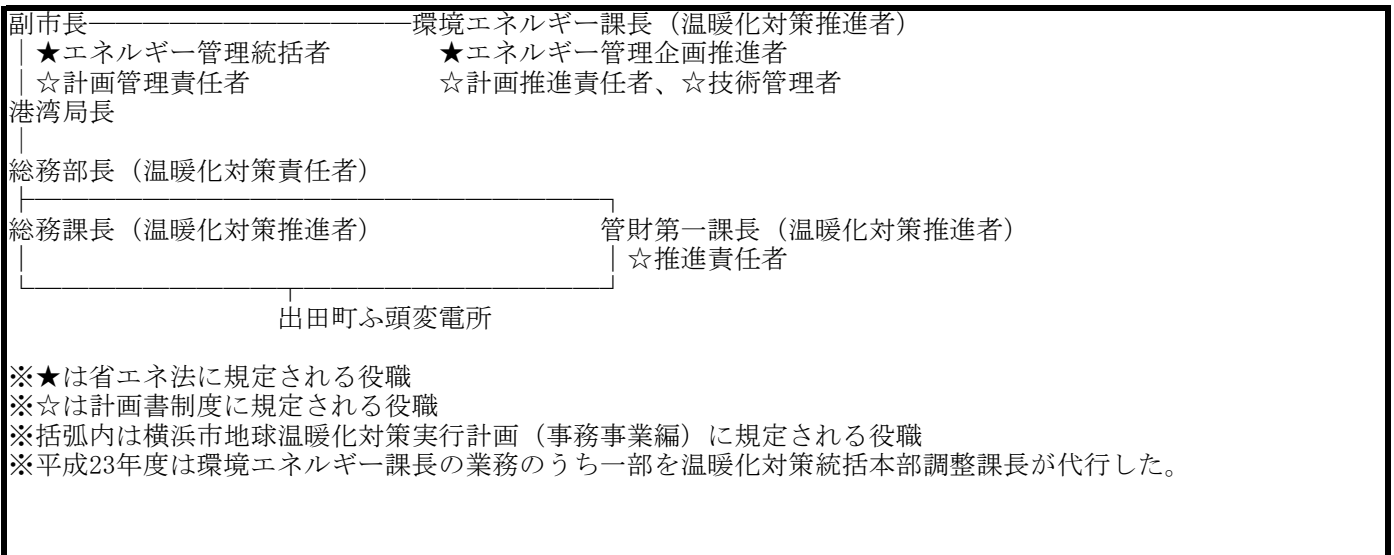 副市長――――――――――――環境エネルギー課長（温暖化対策推進者）
｜★エネルギー管理統括者　　　　★エネルギー管理企画推進者
｜☆計画管理責任者　　　　　　　☆計画推進責任者、☆技術管理者
港湾局長
｜
総務部長（温暖化対策責任者）
├―――――――――――――――――――――┐
総務課長（温暖化対策推進者）　　　　　　　　　管財第一課長（温暖化対策推進者）
｜　　　　　　　　　　　　　　　　　　　　　｜☆推進責任者
└――――――――――┬―――――――――――┘
出田町ふ頭変電所
※★は省エネ法に規定される役職
※☆は計画書制度に規定される役職
※括弧内は横浜市地球温暖化対策実行計画（事務事業編）に規定される役職
※平成23年度は環境エネルギー課長の業務のうち一部を温暖化対策統括本部調整課長が代行した。